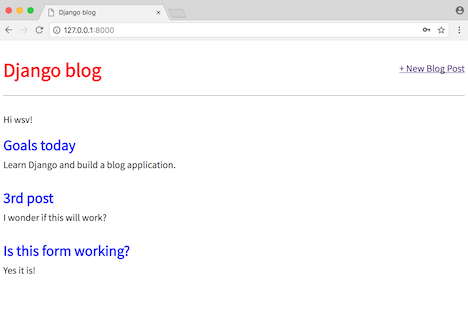 Django blog
127.0.0.1:8000
Django blog
+ New Blog Post
Hi wsv!
Goals today
Learn Django and build a blog application.
3rd post
I wonder if this will work?
Is this form working?
Yes it is!